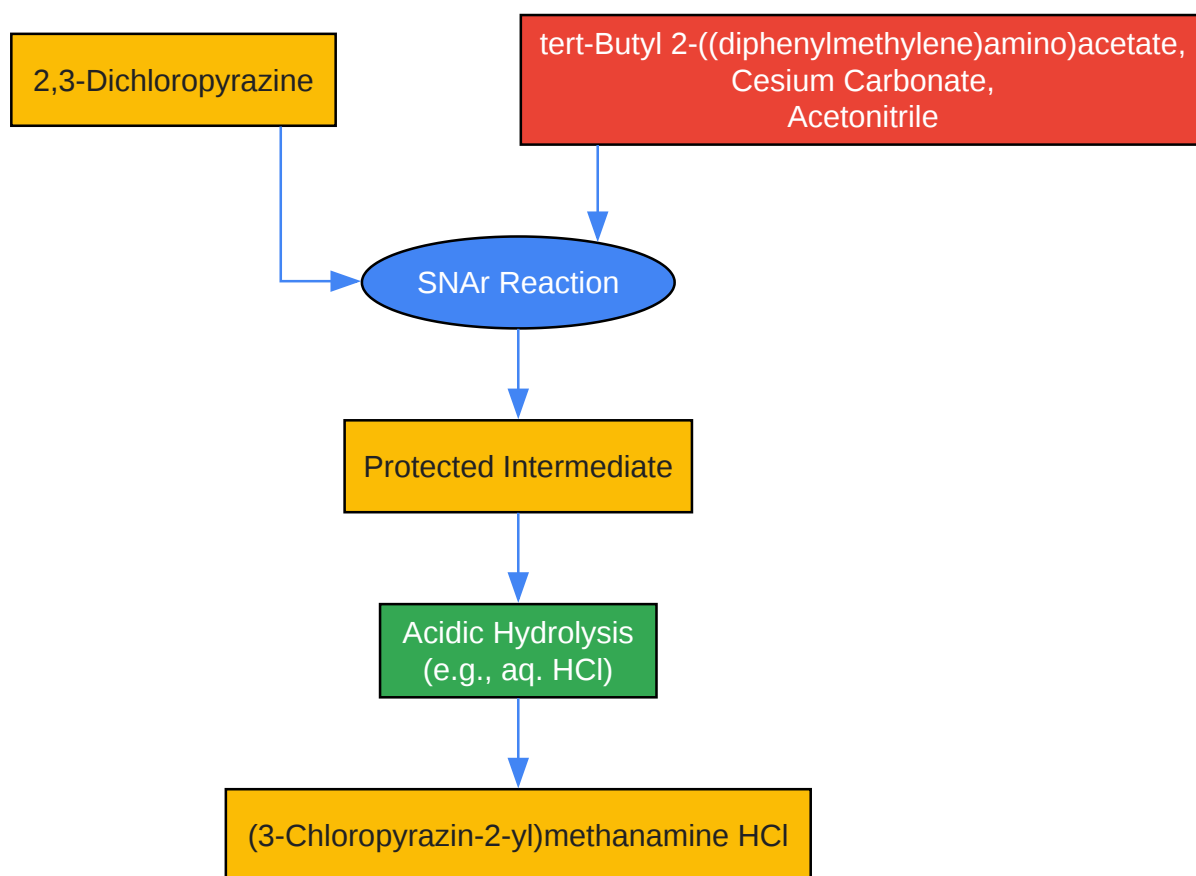 2,3-Dichloropyrazine
tert-Butyl 2-((diphenylmethylene)amino)acetate,
Cesium Carbonate,
Acetonitrile
SNAr Reaction
Protected Intermediate
Acidic Hydrolysis
(e.g., aq. HCl)
(3-Chloropyrazin-2-yl)methanamine HCl